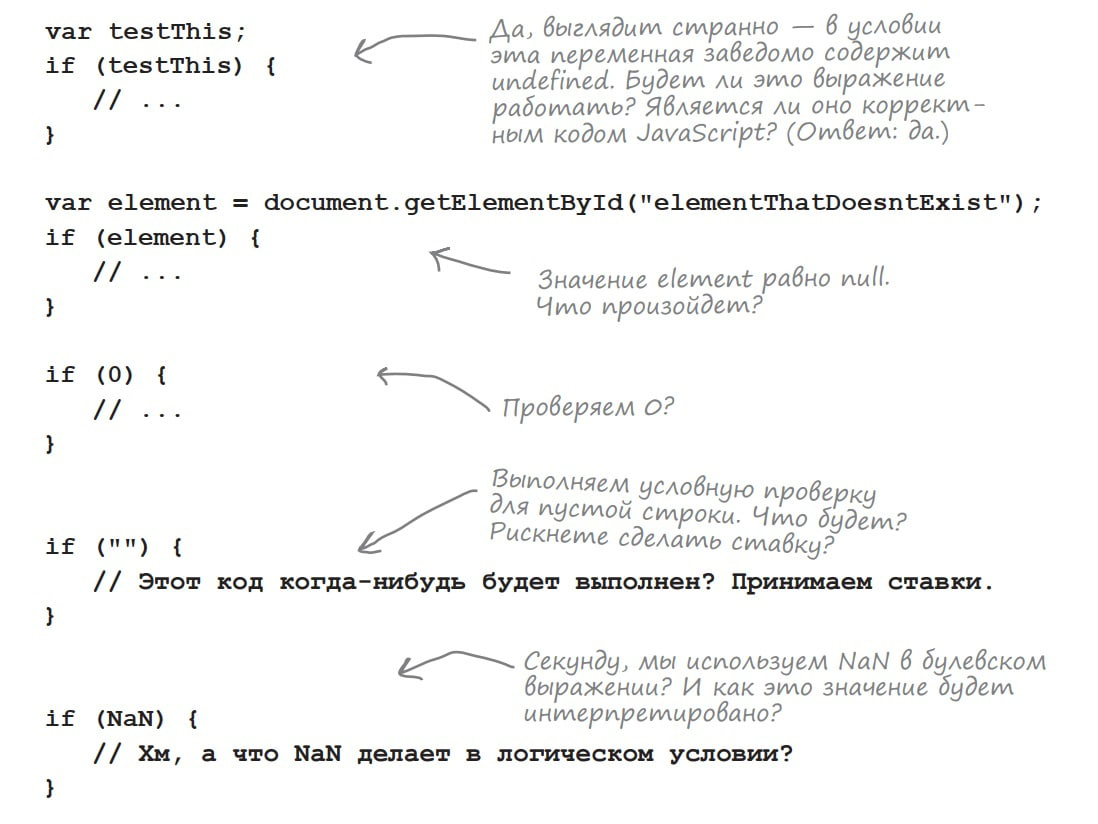 var testThis;
if (testThis) {
// ...
}
Да, выглядит странно — в условии
эта переменная заведомо содержит
undefined. Будет ли это выражение
работать? Является ли оно коррект-
ным кодом JavaScript? (Ответ: да.)
var element = document.getElementById("elementThatDoesntExist");
if (element) {
// ...
}
Значение element равно null.
Что произойдет?
if (0) {
// ...
}
Проверяем 0?
Выполняем условную проверку
для пустой строки. Что будет?
Рискнете сделать ставку?
if ("") {
// Этот код когда-нибудь будет выполнен? Принимаем ставки.
}
Секунду, мы используем NaN в булевском
выражении? И как это значение будет
интерпретировано?
if (NaN) {
// Хм, а что NaN делает в логическом условии?
}